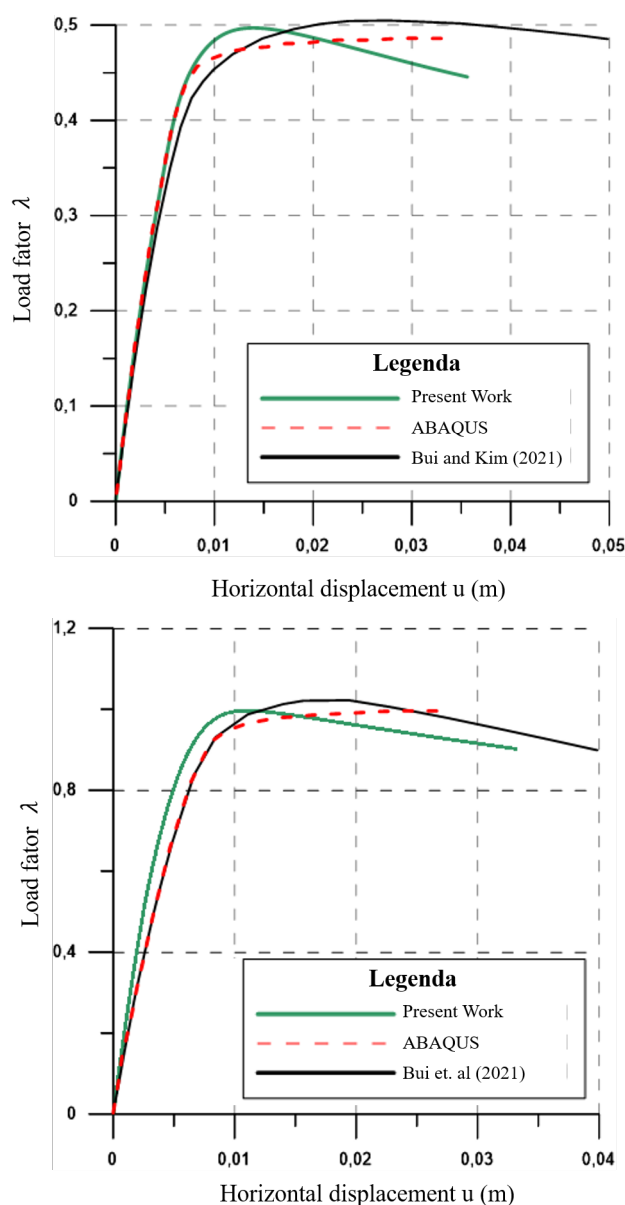 0,5
0,4
0,3
0,2
0,1
0
Load fator λ
Legenda
Present Work
ABAQUS
Bui and Kim (2021)
0 0,01 0,02 0,03 0,04 0,05
Horizontal displacement u (m)
1,2
0,8
0,4
0
Load fator λ
Legenda
Present Work
ABAQUS
Bui et. al (2021)
0 0,01 0,02 0,03 0,04
Horizontal displacement u (m)